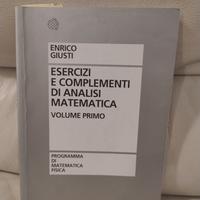 ENRICO
GIUSTI
ESERCIZI
E COMPLEMENTI
DI ANALISI
MATEMATICA
VOLUME PRIMO
PROGRAMMA
DI
MATEMATICA
FISICA